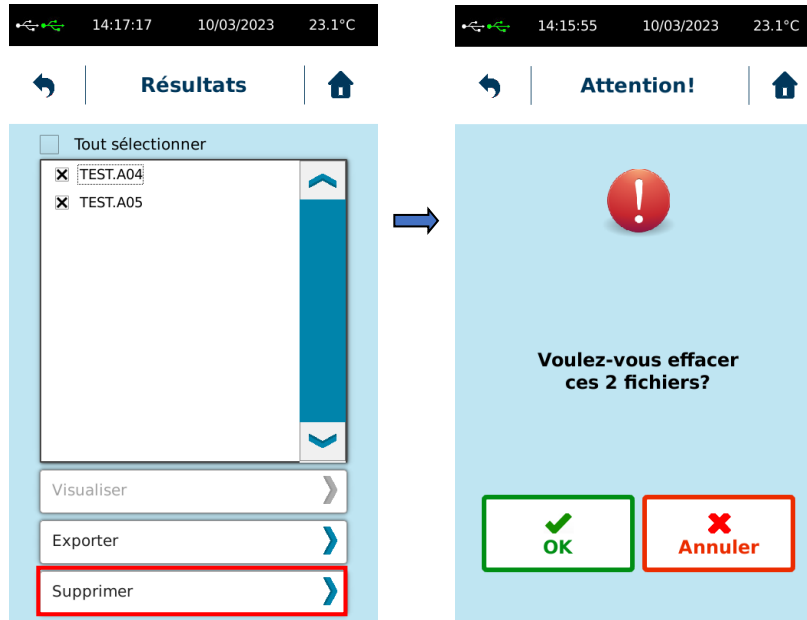 14:17:17 10/03/2023 23.1°C
Résultats
Tout sélectionner
TEST.A04
TEST.A05
Visualiser
Exporter
Supprimer
14:15:55 10/03/2023 23.1°C
Attention!
Voulez-vous effacer
ces 2 fichiers?
OK
Annuler